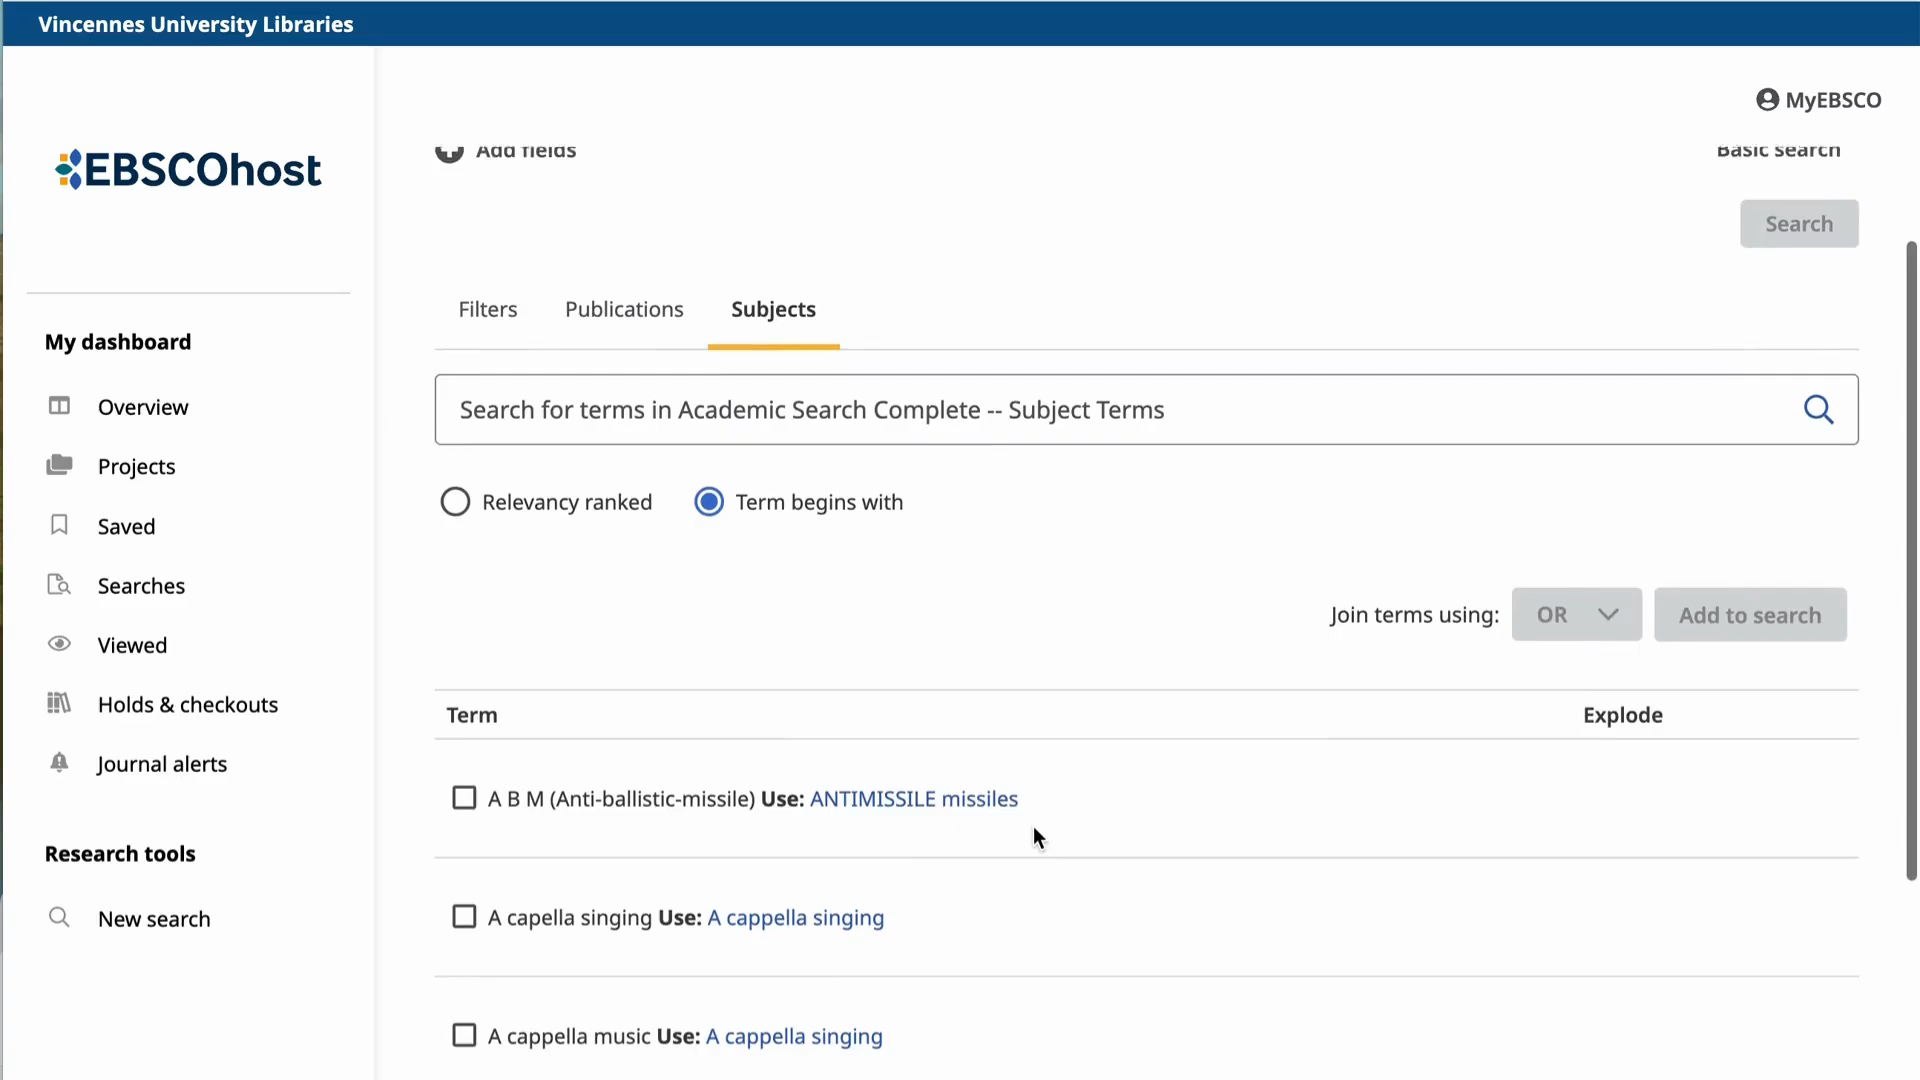 Vincennes University Libraries
MyEBSCO
EBSCOhost
Add fields
Basic search
Search
Filters
Publications
Subjects
Search for terms in Academic Search Complete -- Subject Terms
Relevancy ranked
Term begins with
Join terms using:
OR
Add to search
Term
Explode
A B M (Anti-ballistic-missile) Use: ANTIMISSILE missiles
A capella singing Use: A cappella singing
A cappella music Use: A cappella singing
My dashboard
Overview
Projects
Saved
Searches
Viewed
Holds & checkouts
Journal alerts
Research tools
New search